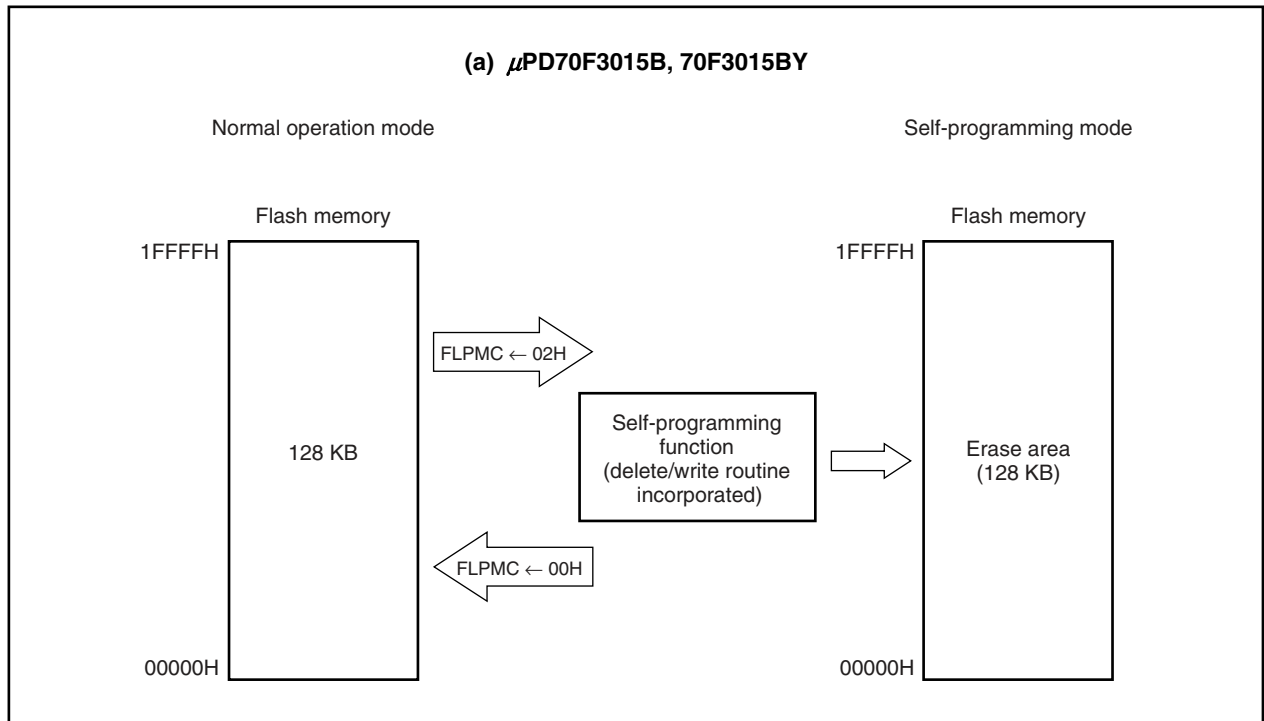 (a) μPD70F3015B, 70F3015BY
Normal operation mode
Self-programming mode
Flash memory
Flash memory
1FFFFH
1FFFFH
FLPMC ← 02H
128 KB
Self-programming
function
(delete/write routine
incorporated)
Erase area
(128 KB)
FLPMC ← 00H
00000H
00000H